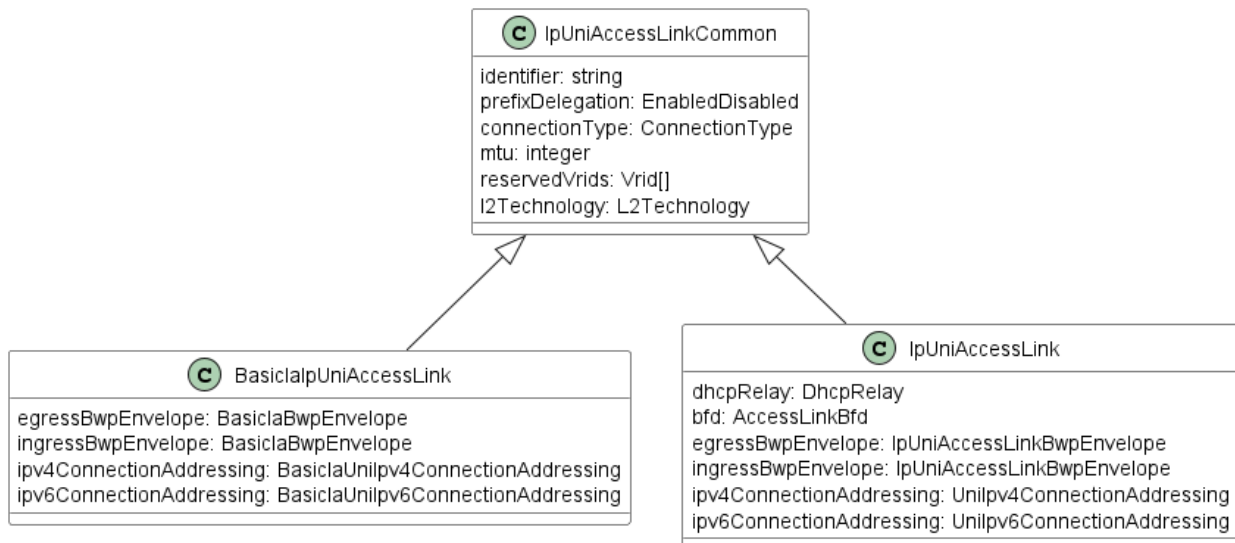 C IpUniAccessLinkCommon
identifier: string
prefixDelegation: EnabledDisabled
connectionType: ConnectionType
mtu: integer
reservedVrids: Vrid[]
l2Technology: L2Technology
C BasicIaIpUniAccessLink
egressBwpEnvelope: BasicIaBwpEnvelope
ingressBwpEnvelope: BasicIaBwpEnvelope
ipv4ConnectionAddressing: BasicIaUniIpv4ConnectionAddressing
ipv6ConnectionAddressing: BasicIaUniIpv6ConnectionAddressing
C IpUniAccessLink
dhcpRelay: DhcpRelay
bfd: AccessLinkBfd
egressBwpEnvelope: IpUniAccessLinkBwpEnvelope
ingressBwpEnvelope: IpUniAccessLinkBwpEnvelope
ipv4ConnectionAddressing: UniIpv4ConnectionAddressing
ipv6ConnectionAddressing: UniIpv6ConnectionAddressing